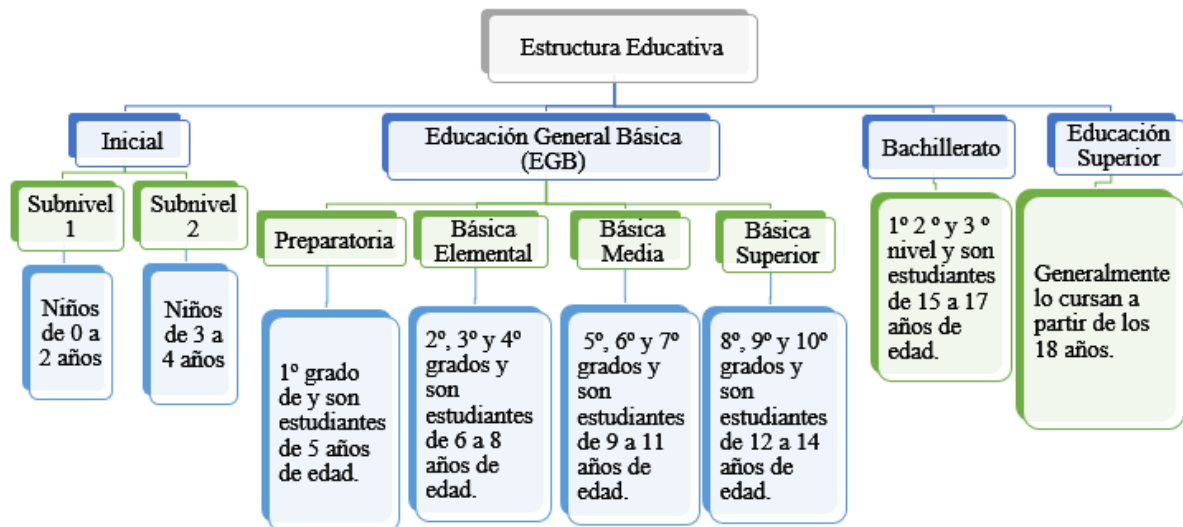 Estructura Educativa
Inicial
Educación General Básica
(EGB)
Bachillerato
Educación
Superior
Subnivel
1
Subnivel
2
Preparatoria
Básica
Elemental
Básica
Media
Básica
Superior
Niños
de 0 a
2 años
Niños
de 3 a
4 años
1º grado
de y son
estudiantes
de 5 años
de edad.
2º, 3º y 4º
grados y
son
estudiantes
de 6 a 8
años de
edad.
5º, 6º y 7º
grados y
son
estudiantes
de 9 a 11
años de
edad.
8º, 9º y 10º
grados y
son
estudiantes
de 12 a 14
años de
edad.
1º 2 º y 3 º
nivel y son
estudiantes
de 15 a 17
años de
edad.
Generalmente
lo cursan a
partir de los
18 años.